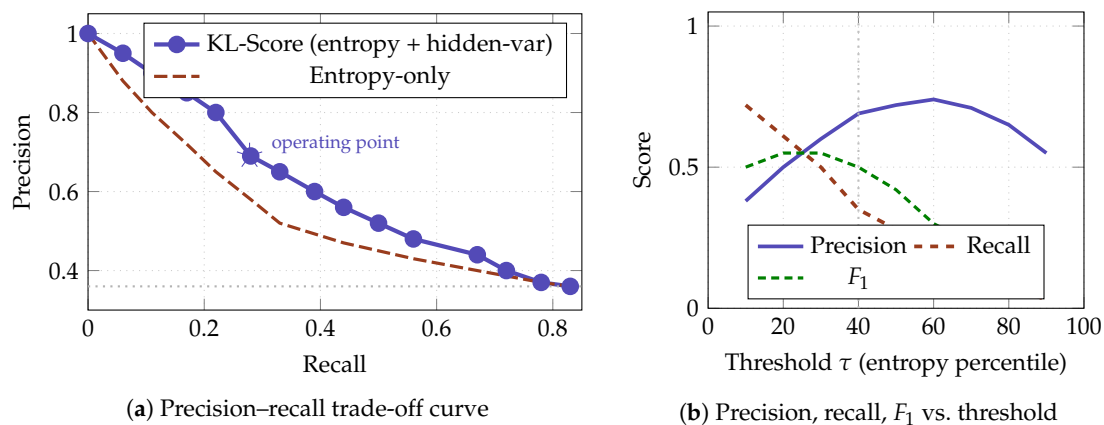 1
0.8
0.6
0.4
0
0.2
0.4
0.6
0.8
Precision
Recall
KL-Score (entropy + hidden-var)
Entropy-only
operating point
(a) Precision–recall trade-off curve
1
0.5
0
0
20
40
60
80
100
Score
Threshold τ (entropy percentile)
Precision
Recall
F₁
(b) Precision, recall, F₁ vs. threshold